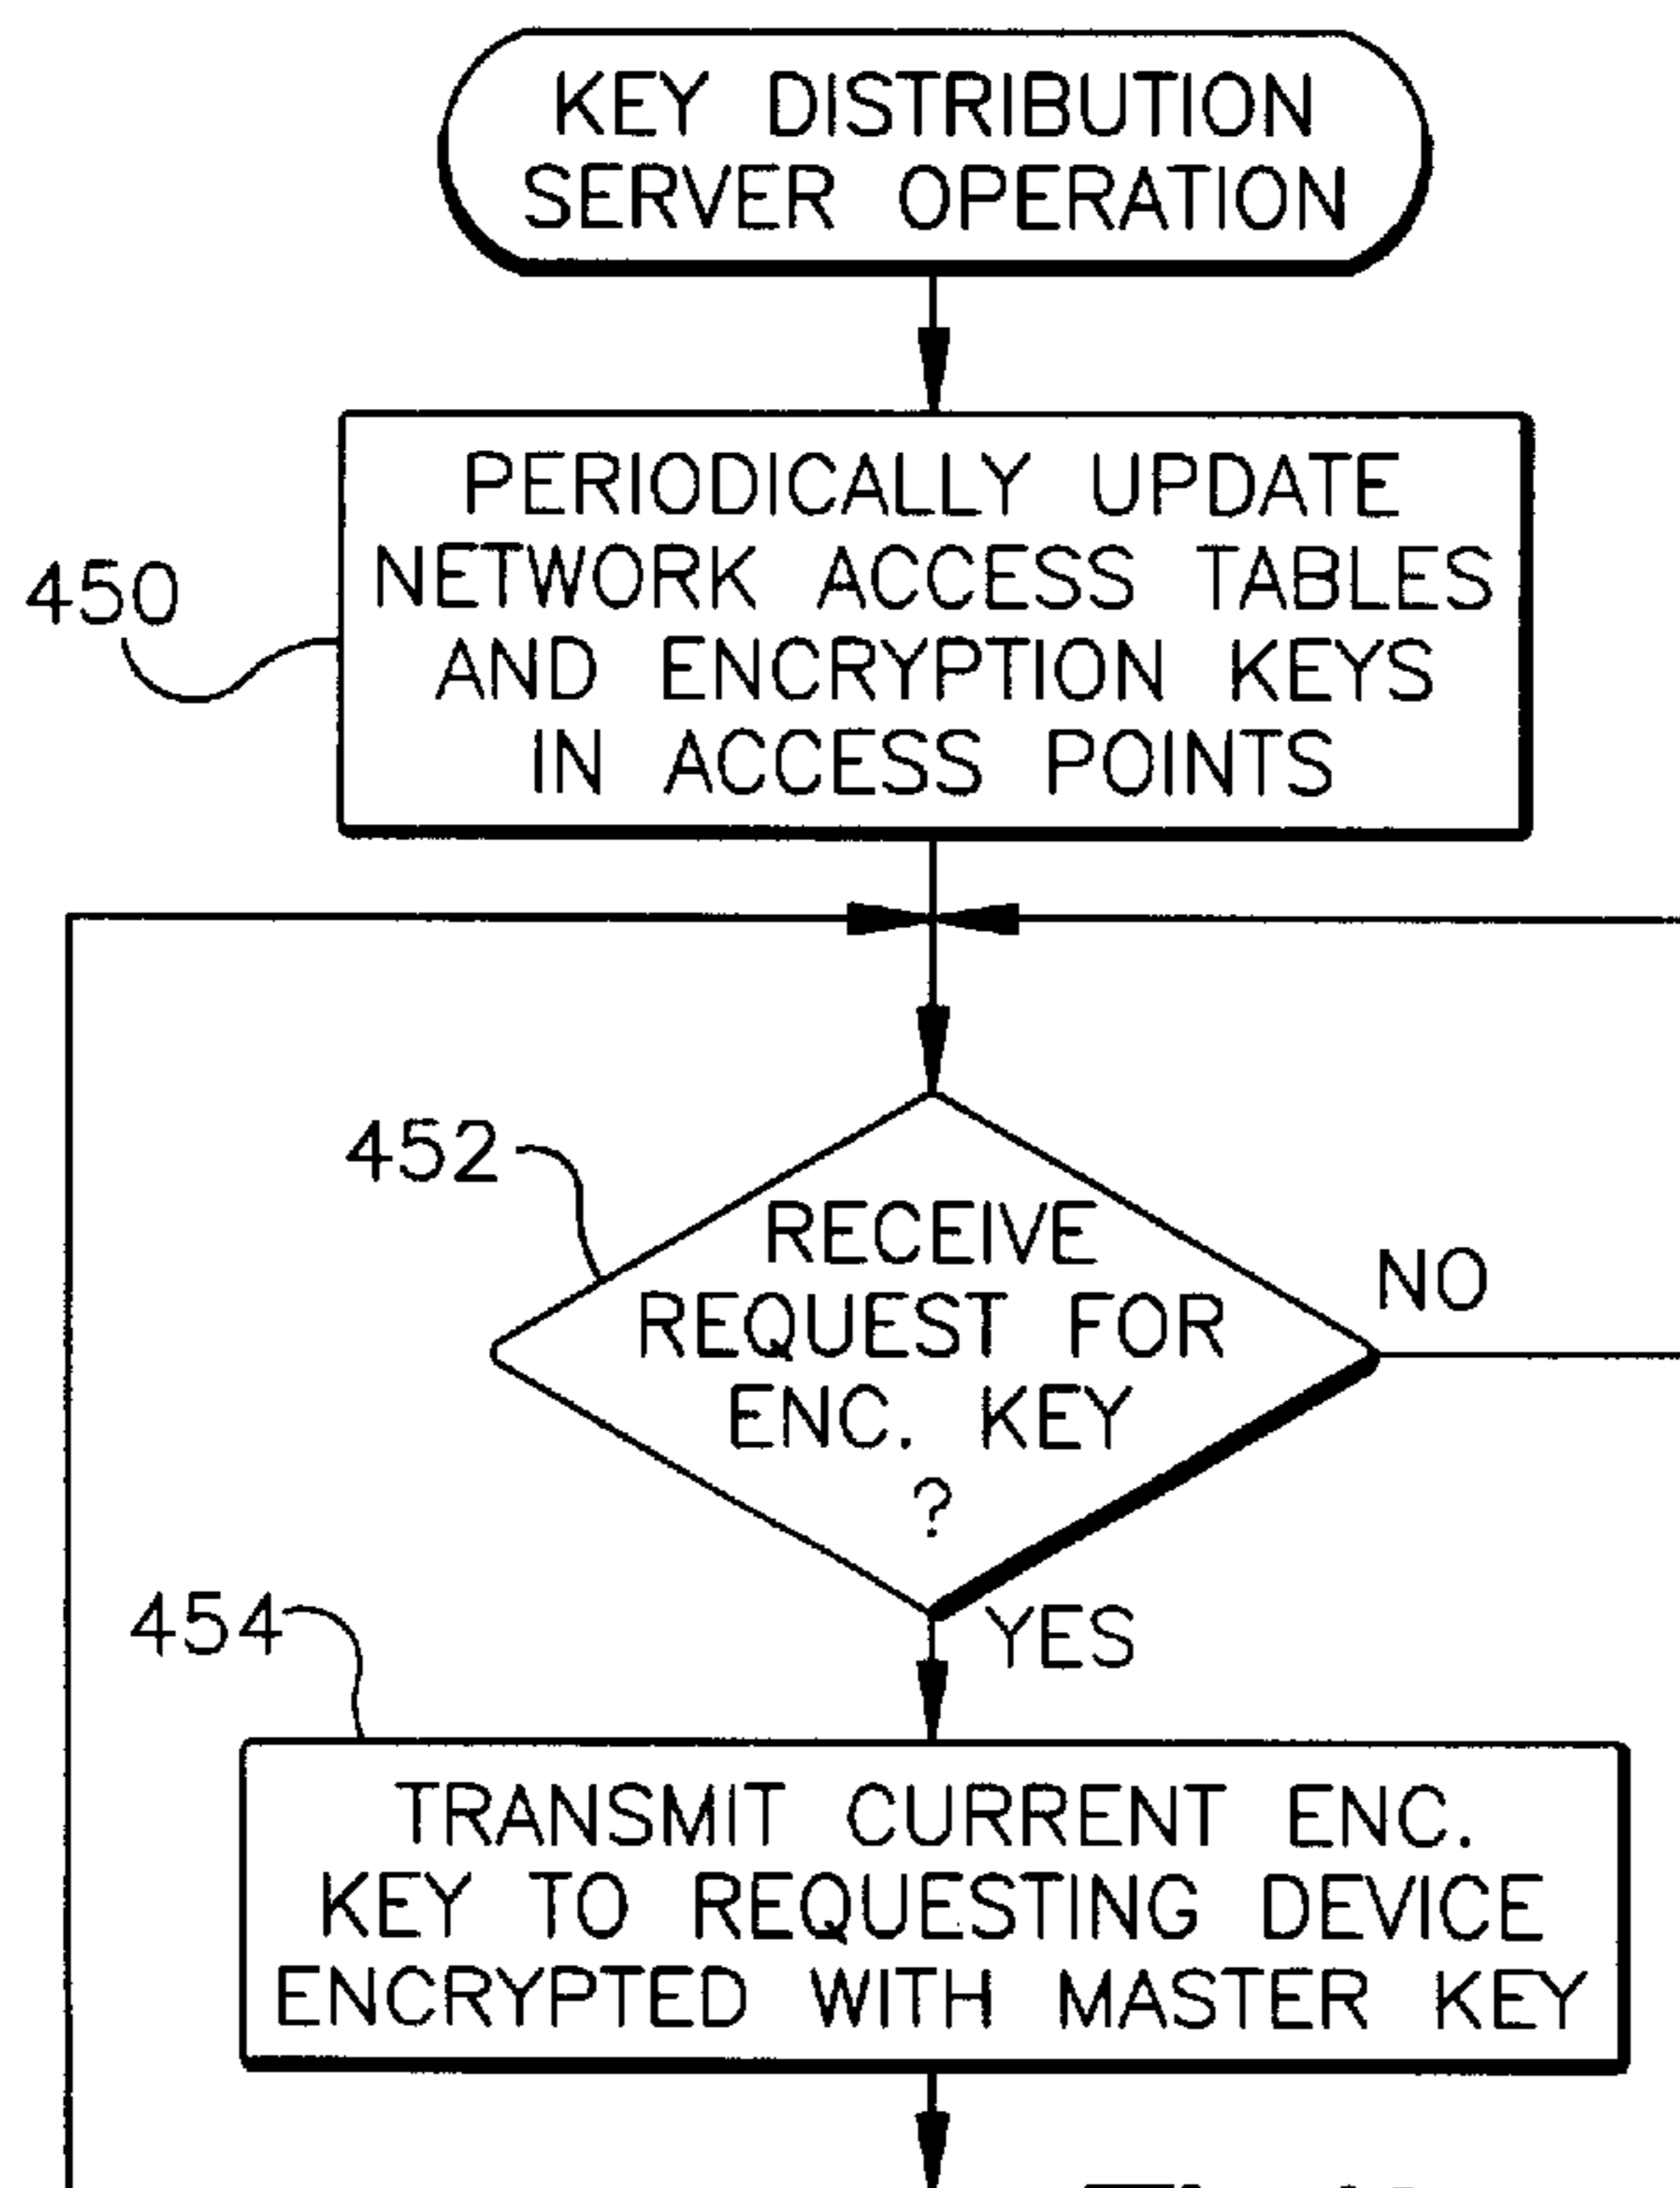 KEY DISTRIBUTION
SERVER OPERATION
PERIODICALLY UPDATE
NETWORK ACCESS TABLES
AND ENCRYPTION KEYS
IN ACCESS POINTS
450
452
RECEIVE
REQUEST FOR
ENC. KEY
?
NO
YES
454
TRANSMIT CURRENT ENC.
KEY TO REQUESTING DEVICE
ENCRYPTED WITH MASTER KEY